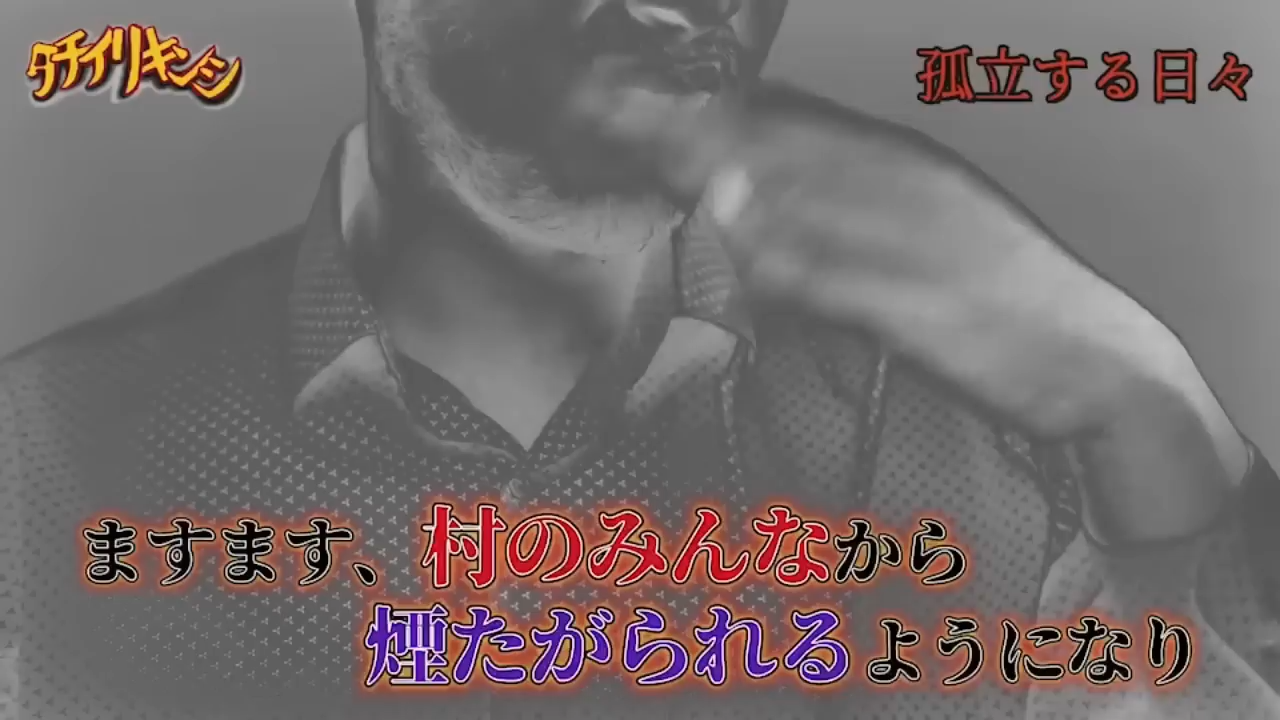 タチイリキンシ
孤立する日々
ますます、村のみんなから
煙たがられるようになり